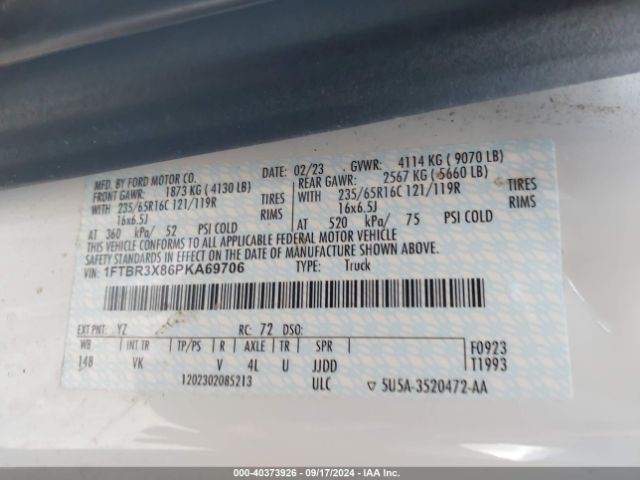 MFD. BY FORD MOTOR CO. DATE: 02/23 GVWR: 4114 KG ( 9070 LB)
FRONT GAWR: 1873 KG ( 4130 LB) REAR GAWR: 2567 KG ( 5660 LB)
WITH 235/65R16C 121/119R TIRES WITH 235/65R16C 121/119R TIRES
16x6.5J RIMS 16x6.5J RIMS
AT 360 kPa/ 52 PSI COLD AT 520 kPa/ 75 PSI COLD
THIS VEHICLE CONFORMS TO ALL APPLICABLE FEDERAL MOTOR VEHICLE
SAFETY STANDARDS IN EFFECT ON THE DATE OF MANUFACTURE SHOWN ABOVE.
VIN: 1FTBR3X86PKA69706 TYPE: Truck
EXT PNT: YZ RC: 72 DSO:
WB INT TR TP/PS R AXLE TR SPR F0923
148 VK V 4L U JJDD T1993
1202302085213 ULC ▽ 5U5A-3520472-AA
000-40373926 - 09/17/2024 - IAA Inc.